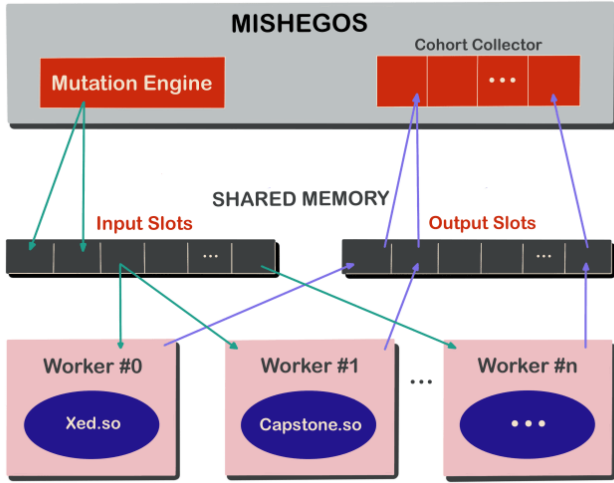 MISHEGOS
Cohort Collector
Mutation Engine
•••
SHARED MEMORY
Input Slots
Output Slots
...
...
Worker #0
Worker #1
Worker #n
...
Xed.so
Capstone.so
•••